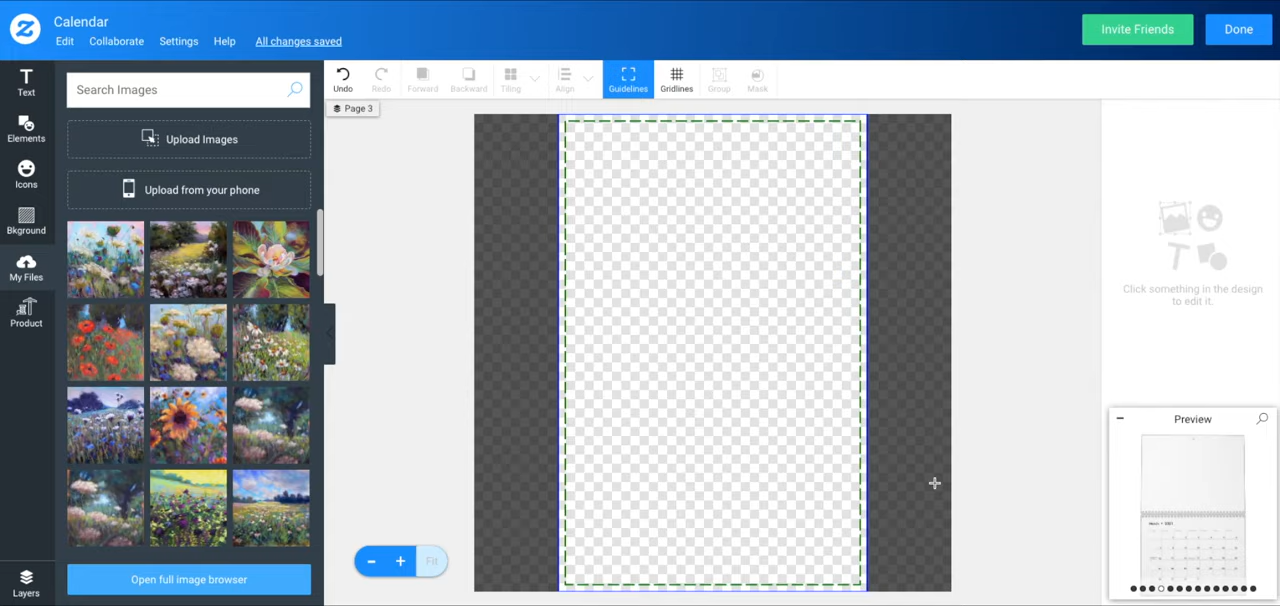 Calendar
Edit Collaborate Settings Help All changes saved
Invite Friends
Done
Text
Elements
Icons
Bkground
My Files
Product
Layers
Search Images
Upload Images
Upload from your phone
Open full image browser
Undo Redo Forward Backward Tiling Align Guidelines Gridlines Group Mask
Page 3
Fit
Click something in the design
to edit it.
Preview